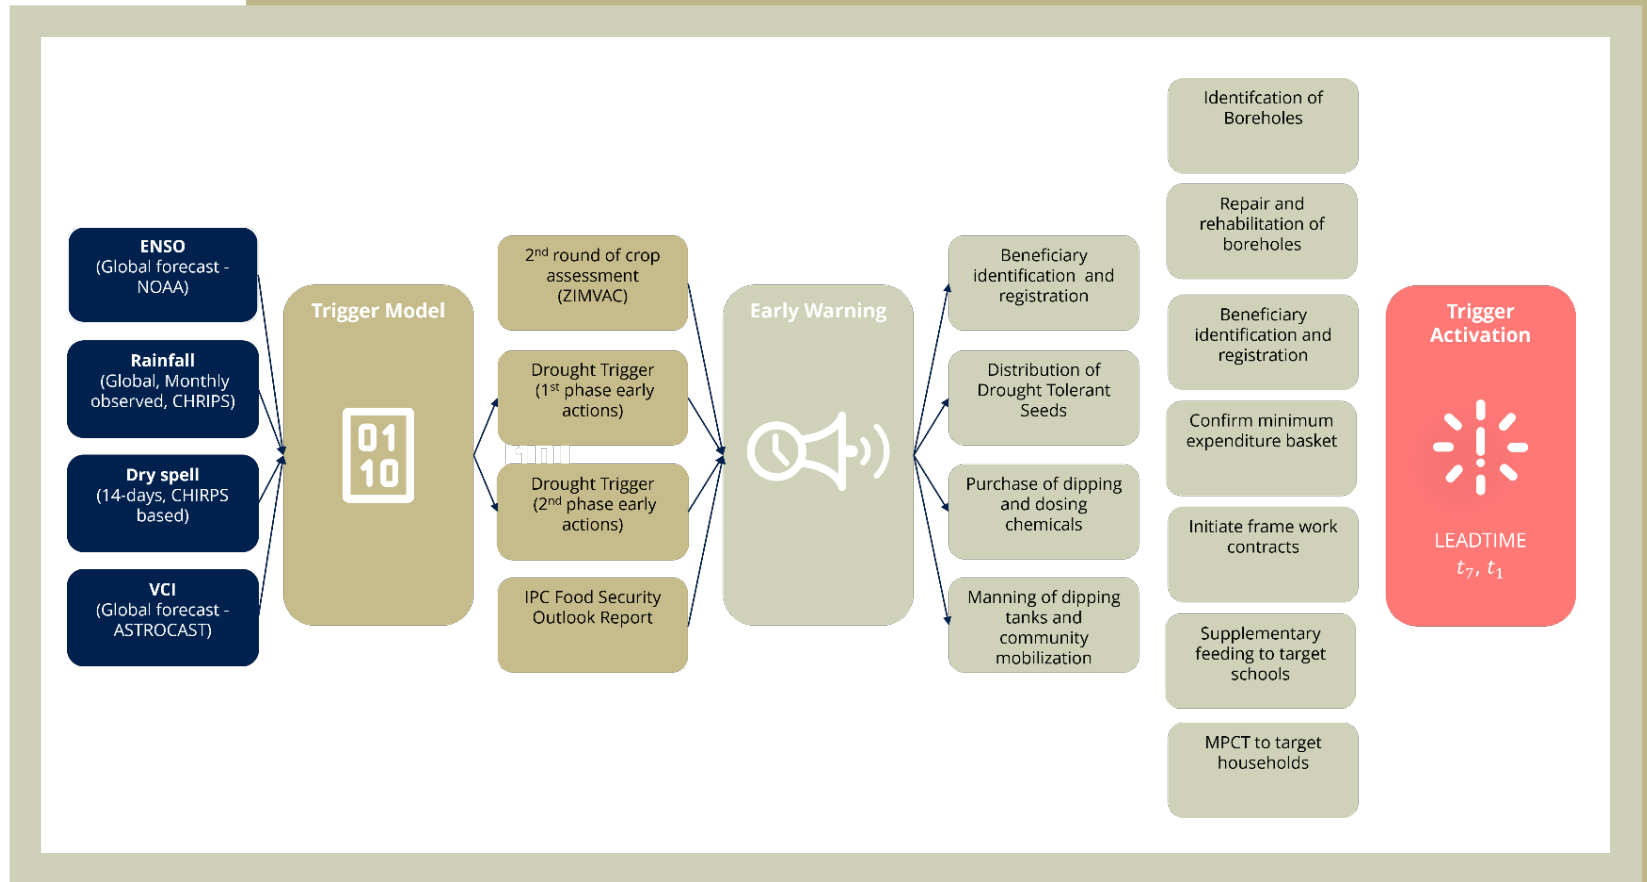 ENSO
(Global forecast -
NOAA)
Rainfall
(Global, Monthly
observed, CHRIPS)
Dry spell
(14-days, CHIRPS
based)
VCI
(Global forecast -
ASTROCAST)
Trigger Model
01
10
2nd round of crop
assessment
(ZIMVAC)
Drought Trigger
(1st phase early
actions)
Drought Trigger
(2nd phase early
actions)
IPC Food Security
Outlook Report
Early Warning
Beneficiary
identification and
registration
Distribution of
Drought Tolerant
Seeds
Purchase of dipping
and dosing
chemicals
Manning of dipping
tanks and
community
mobilization
Identifcation of
Boreholes
Repair and
rehabilitation of
boreholes
Beneficiary
identification and
registration
Confirm minimum
expenditure basket
Initiate frame work
contracts
Supplementary
feeding to target
schools
MPCT to target
households
Trigger
Activation
LEADTIME
t7, t1